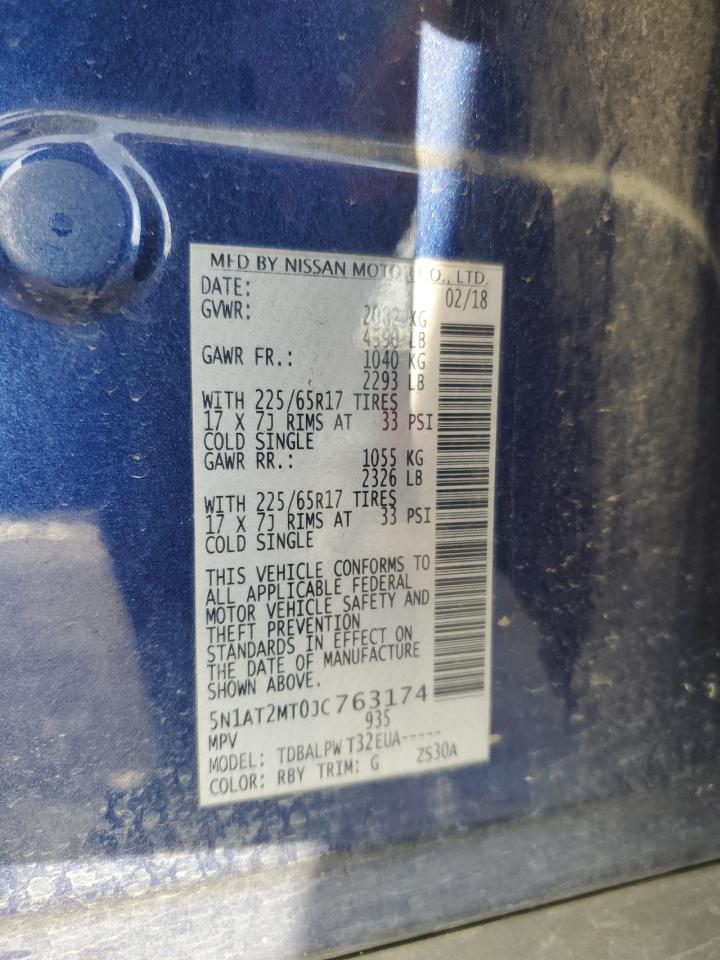 MFD BY NISSAN MOTOR CO., LTD.
DATE: 02/18
GVWR: 2082 KG
4590 LB
GAWR FR.: 1040 KG
2293 LB
WITH 225/65R17 TIRES
17 X 7J RIMS AT 33 PSI
COLD SINGLE
GAWR RR.: 1055 KG
2326 LB
WITH 225/65R17 TIRES
17 X 7J RIMS AT 33 PSI
COLD SINGLE
THIS VEHICLE CONFORMS TO
ALL APPLICABLE FEDERAL
MOTOR VEHICLE SAFETY AND
THEFT PREVENTION
STANDARDS IN EFFECT ON
THE DATE OF MANUFACTURE
SHOWN ABOVE.
5N1AT2MT0JC763174
MPV 935
MODEL: TDBALPW T32EUA-----
COLOR: RBY TRIM: G ZS30A